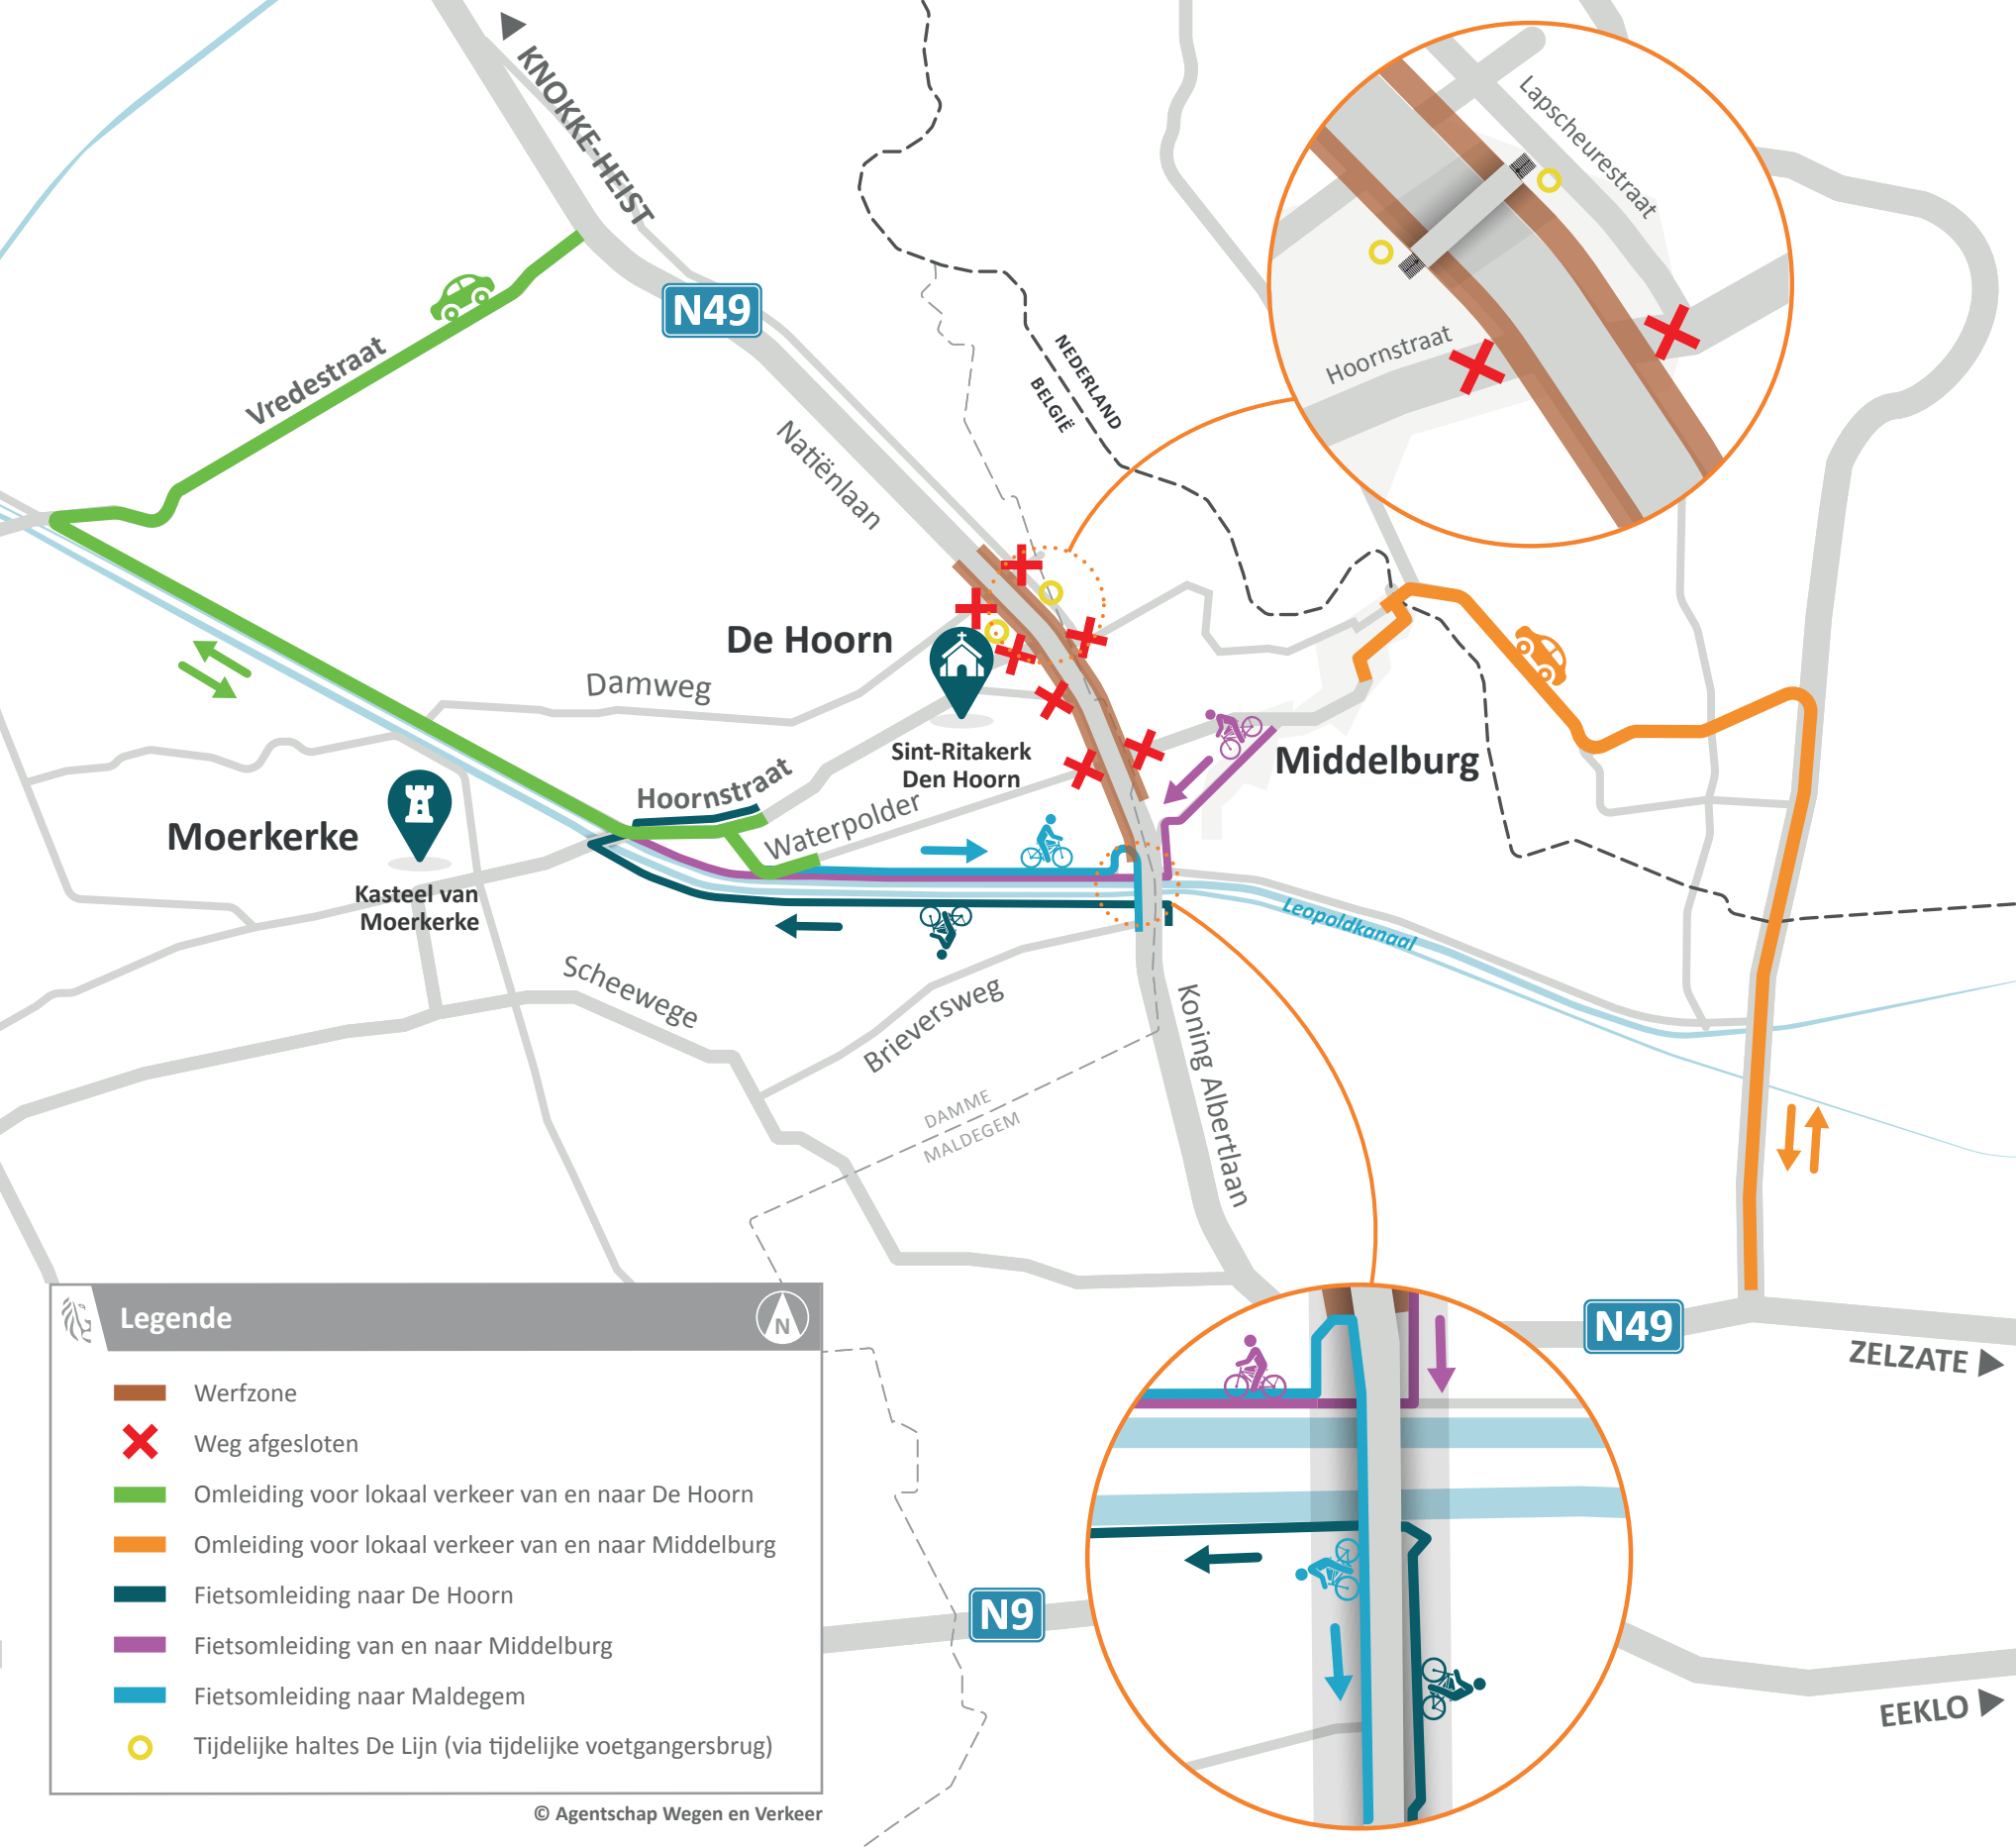 KNOKKE-HEIST
N49
Vredestraat
Natiënlaan
NEDERLAND
BELGIË
Lapscheurestraat
Hoornstraat
De Hoorn
Damweg
Sint-Ritakerk
Den Hoorn
Middelburg
Hoornstraat
Waterpolder
Moerkerke
Kasteel van
Moerkerke
Leopoldkanaal
Scheewege
Brieversweg
Koning Albertlaan
DAMME
MALDEGEM
N49
ZELZATE
N9
EEKLO
Legende
N
Werfzone
Weg afgesloten
Omleiding voor lokaal verkeer van en naar De Hoorn
Omleiding voor lokaal verkeer van en naar Middelburg
Fietsomleiding naar De Hoorn
Fietsomleiding van en naar Middelburg
Fietsomleiding naar Maldegem
Tijdelijke haltes De Lijn (via tijdelijke voetgangersbrug)
© Agentschap Wegen en Verkeer